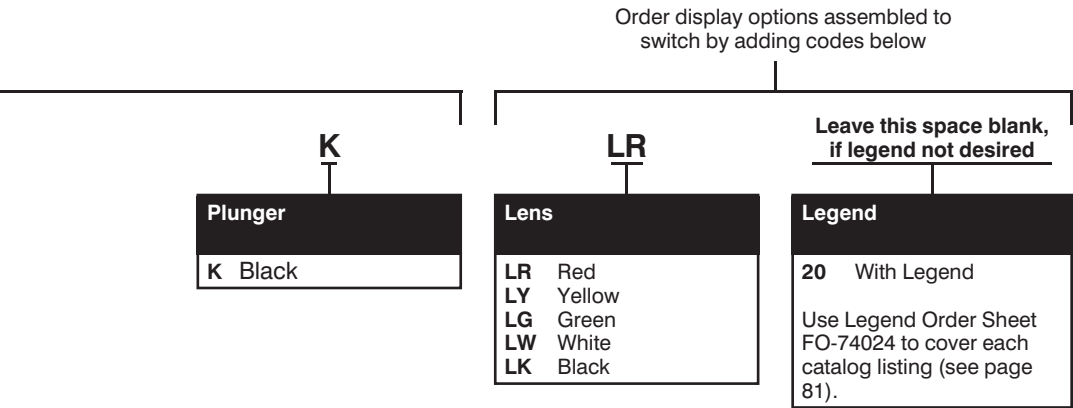 Order display options assembled to
switch by adding codes below
K
LR
Leave this space blank,
if legend not desired
Plunger
K Black
Lens
LR Red
LY Yellow
LG Green
LW White
LK Black
Legend
20 With Legend
Use Legend Order Sheet
FO-74024 to cover each
catalog listing (see page
81).